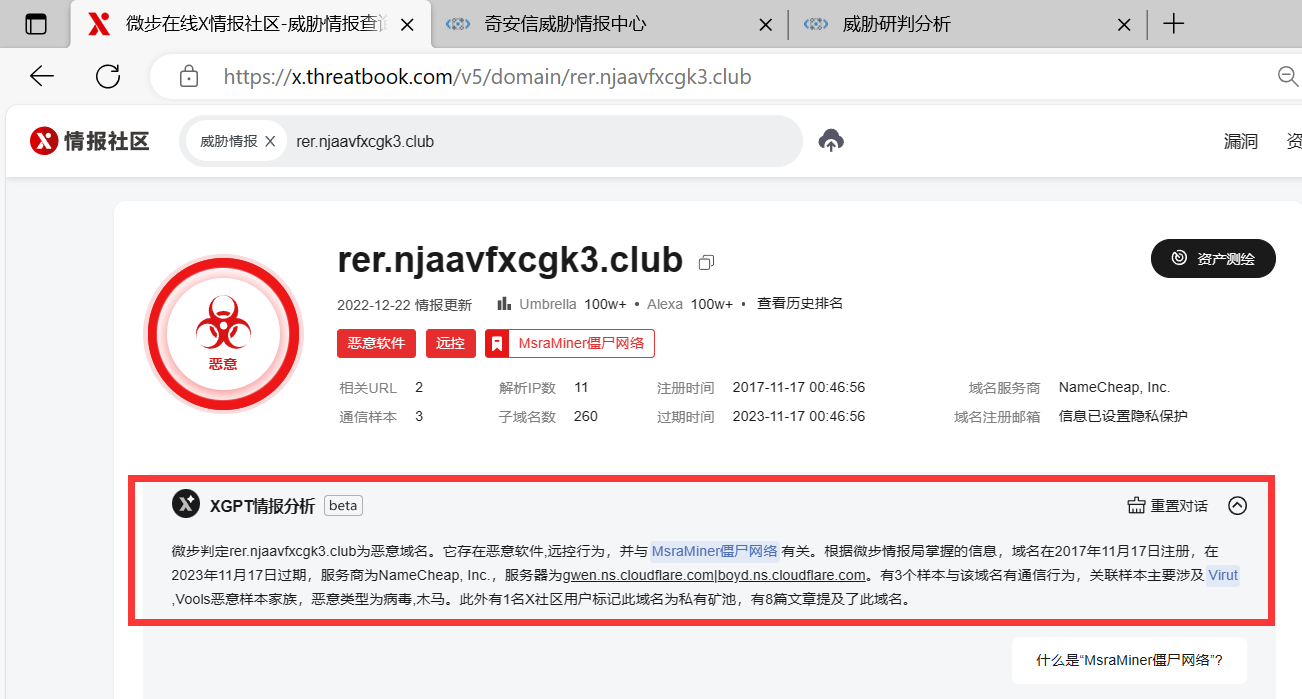 微步在线X情报社区-威胁情报查
奇安信威胁情报中心
威胁研判分析
https://x.threatbook.com/v5/domain/rer.njaavfxcgk3.club
X 情报社区
威胁情报 rer.njaavfxcgk3.club
漏洞
资
rer.njaavfxcgk3.club
资产测绘
2022-12-22 情报更新 Umbrella 100w+ • Alexa 100w+ • 查看历史排名
恶意
恶意软件 远控 MsraMiner僵尸网络
相关URL 2 解析IP数 11 注册时间 2017-11-17 00:46:56 域名服务商 NameCheap, Inc.
通信样本 3 子域名数 260 过期时间 2023-11-17 00:46:56 域名注册邮箱 信息已设置隐私保护
XGPT情报分析 beta 重置对话
微步判定rer.njaavfxcgk3.club为恶意域名。它存在恶意软件,远控行为，并与 MsraMiner僵尸网络 有关。根据微步情报局掌握的信息，域名在2017年11月17日注册，在
2023年11月17日过期，服务商为NameCheap, Inc.，服务器为gwen.ns.cloudflare.com|boyd.ns.cloudflare.com。有3个样本与该域名有通信行为，关联样本主要涉及 Virut
,Vools恶意样本家族，恶意类型为病毒,木马。此外有1名X社区用户标记此域名为私有矿池，有8篇文章提及了此域名。
什么是“MsraMiner僵尸网络”?